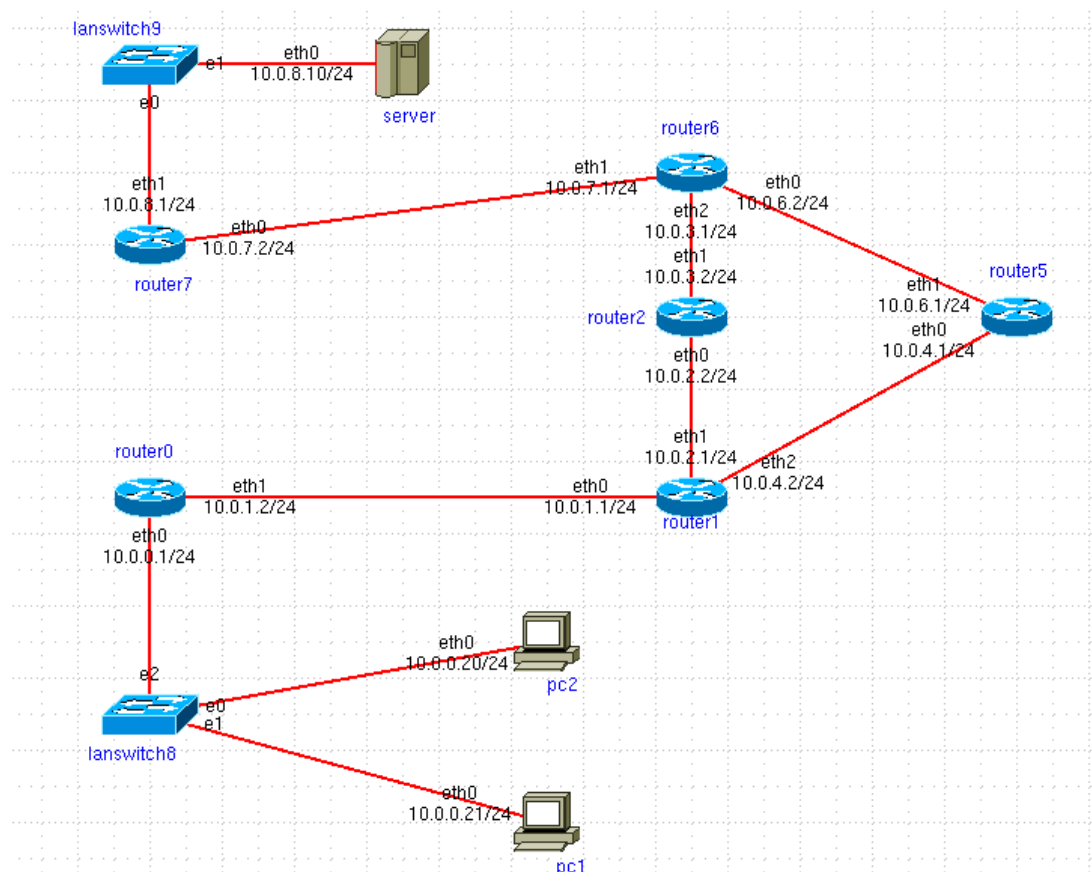 lanswitch9
eth0
e1
10.0.8.10/24
e0
server
router6
eth1
10.0.7.1/24
eth0
10.0.6.2/24
eth1
10.0.8.1/24
eth0
10.0.7.2/24
router7
eth2
10.0.3.1/24
eth1
10.0.3.2/24
router5
eth1
10.0.6.1/24
eth0
10.0.4.1/24
router2
eth0
10.0.2.2/24
router0
eth1
10.0.2.1/24
eth2
10.0.4.2/24
eth1
10.0.1.2/24
eth0
10.0.1.1/24
router1
eth0
10.0.0.1/24
eth0
10.0.0.20/24
pc2
e2
e0
e1
lanswitch8
eth0
10.0.0.21/24
pc1